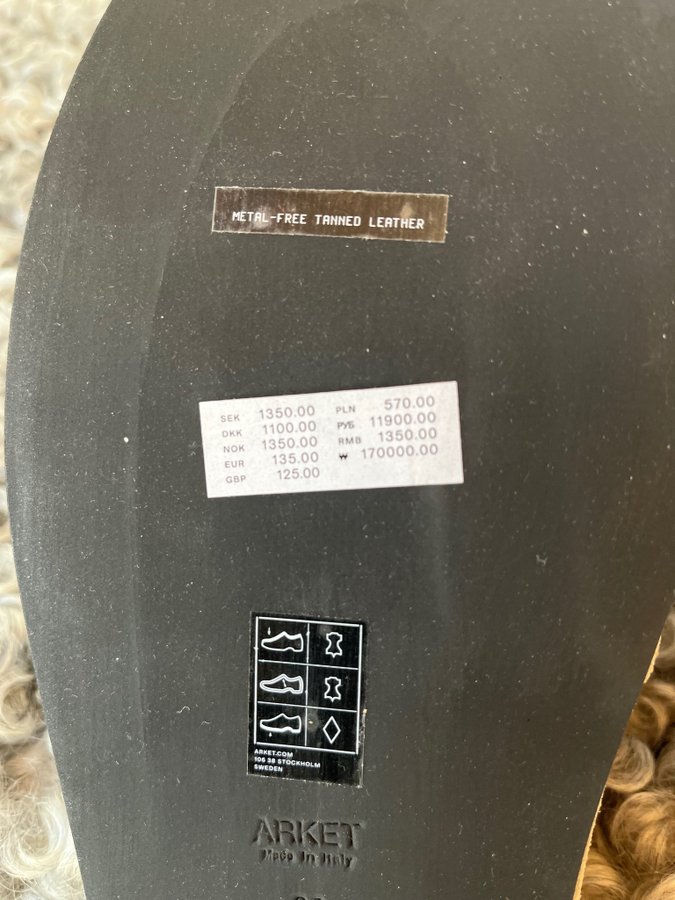 METAL-FREE TANNED LEATHER
SEK 1350.00 PLN 570.00
DKK 1100.00 РУБ 11900.00
NOK 1350.00 RMB 1350.00
EUR 135.00 ₩ 170000.00
GBP 125.00
ARKET.COM
106 38 STOCKHOLM
SWEDEN
ARKET
Made In Italy